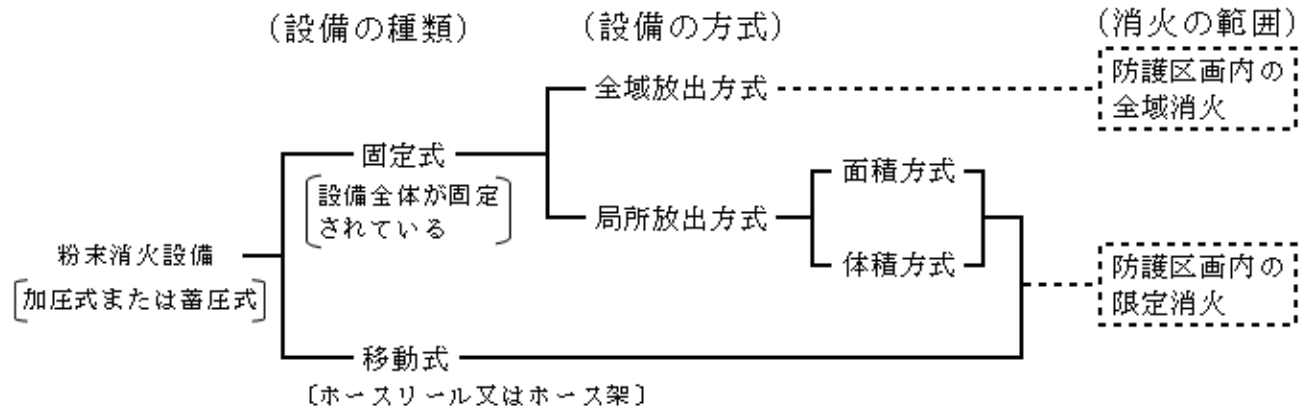 (設備の種類)
(設備の方式)
(消火の範囲)
全域放出方式
防護区画内の
全域消火
固定式
設備全体が固定
されている
面積方式
局所放出方式
体積方式
粉末消火設備
加圧式または蓄圧式
防護区画内の
限定消火
移動式
〔ホースリール又はホース架〕